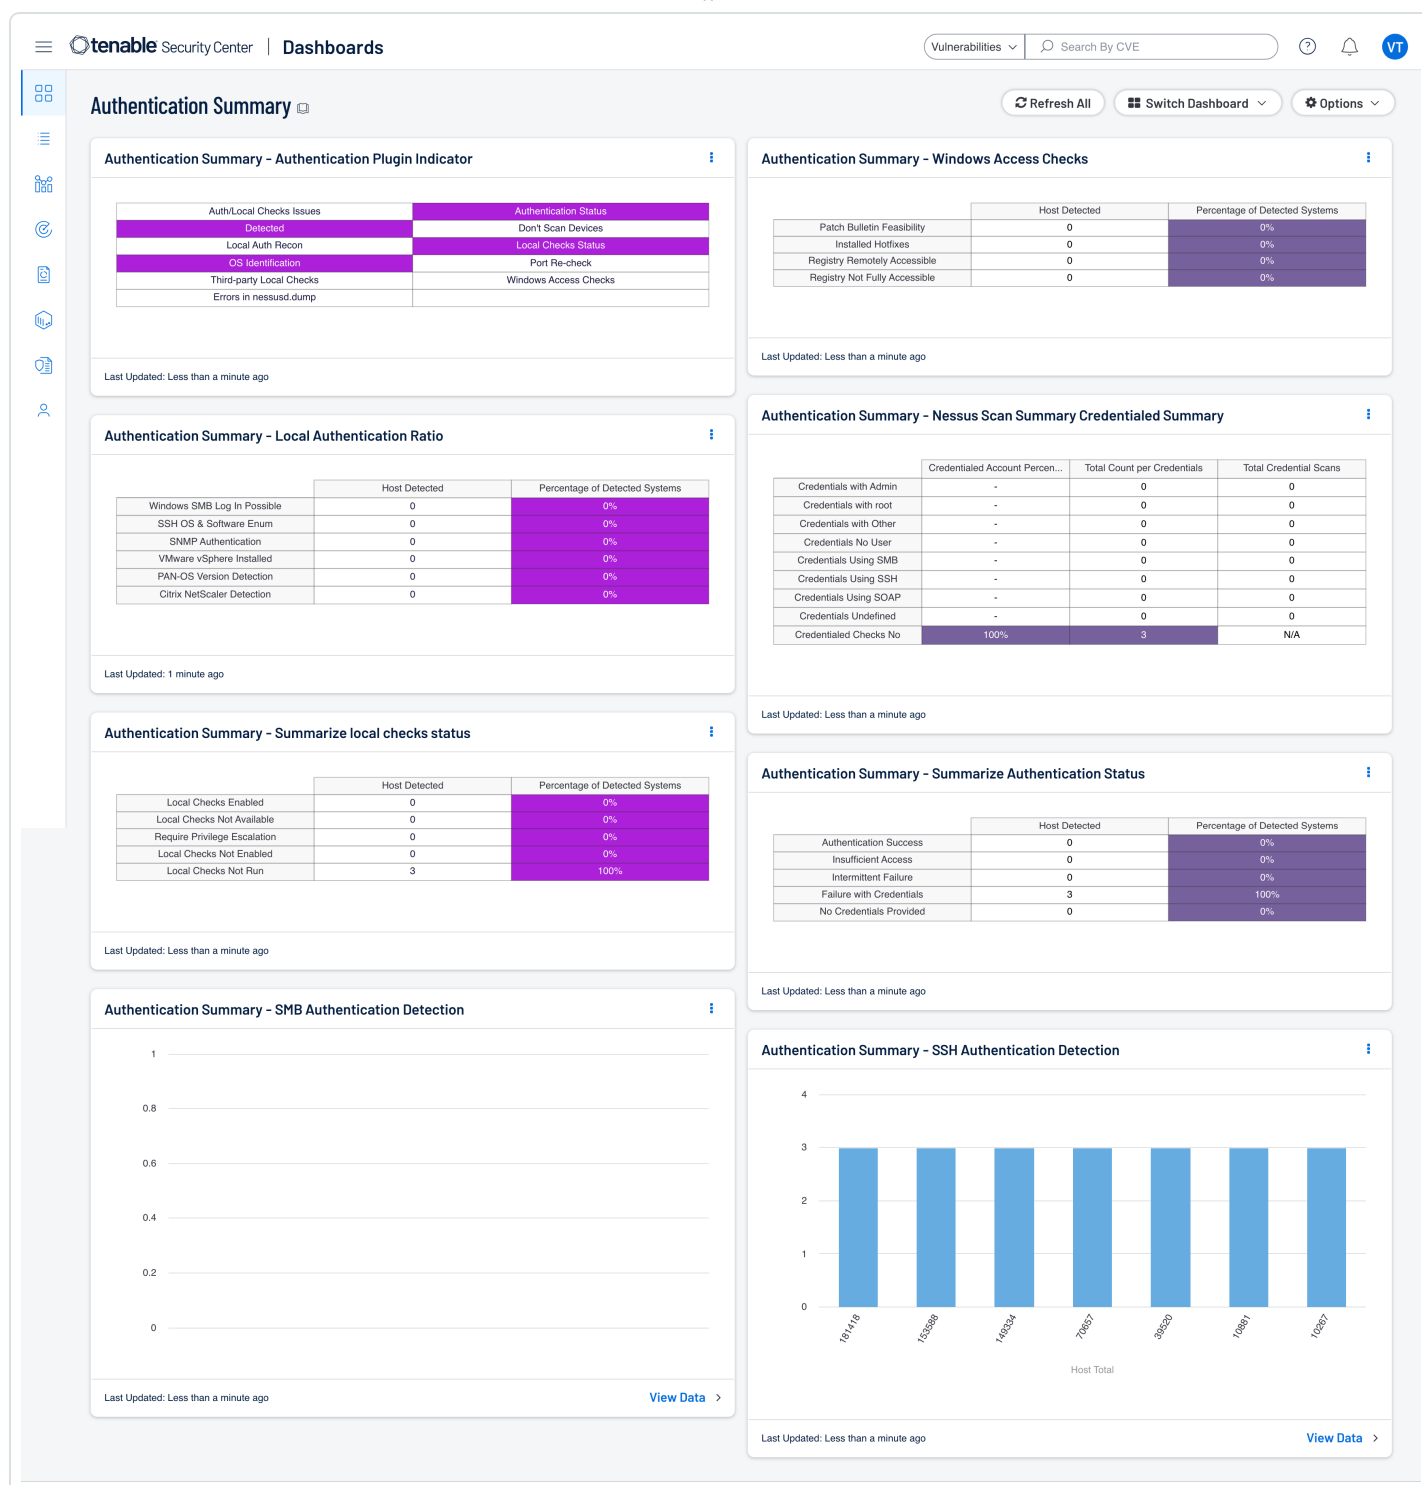 tenable Security Center | Dashboards
Vulnerabilities
Search By CVE
VT
Authentication Summary
Refresh All
Switch Dashboard
Options
Authentication Summary - Authentication Plugin Indicator
Auth/Local Checks Issues Authentication Status
Detected Don't Scan Devices
Local Auth Recon Local Checks Status
OS Identification Port Re-check
Third-party Local Checks Windows Access Checks
Errors in nessusd.dump
Last Updated: Less than a minute ago
Authentication Summary - Local Authentication Ratio
Host Detected Percentage of Detected Systems
Windows SMB Log In Possible 0 0%
SSH OS & Software Enum 0 0%
SNMP Authentication 0 0%
VMware vSphere Installed 0 0%
PAN-OS Version Detection 0 0%
Citrix NetScaler Detection 0 0%
Last Updated: 1 minute ago
Authentication Summary - Summarize local checks status
Host Detected Percentage of Detected Systems
Local Checks Enabled 0 0%
Local Checks Not Available 0 0%
Require Privilege Escalation 0 0%
Local Checks Not Enabled 0 0%
Local Checks Not Run 3 100%
Last Updated: Less than a minute ago
Authentication Summary - SMB Authentication Detection
1
0.8
0.6
0.4
0.2
0
Last Updated: Less than a minute ago
View Data
Authentication Summary - Windows Access Checks
Host Detected Percentage of Detected Systems
Patch Bulletin Feasibility 0 0%
Installed Hotfixes 0 0%
Registry Remotely Accessible 0 0%
Registry Not Fully Accessible 0 0%
Last Updated: Less than a minute ago
Authentication Summary - Nessus Scan Summary Credentialed Summary
Credentialed Account Percen... Total Count per Credentials Total Credential Scans
Credentials with Admin - 0 0
Credentials with root - 0 0
Credentials with Other - 0 0
Credentials No User - 0 0
Credentials Using SMB - 0 0
Credentials Using SSH - 0 0
Credentials Using SOAP - 0 0
Credentials Undefined - 0 0
Credentialed Checks No 100% 3 N/A
Last Updated: Less than a minute ago
Authentication Summary - Summarize Authentication Status
Host Detected Percentage of Detected Systems
Authentication Success 0 0%
Insufficient Access 0 0%
Intermittent Failure 0 0%
Failure with Credentials 3 100%
No Credentials Provided 0 0%
Last Updated: Less than a minute ago
Authentication Summary - SSH Authentication Detection
4
3
2
1
0
181418 153588 149334 70657 39520 10881 10267
Host Total
Last Updated: Less than a minute ago
View Data